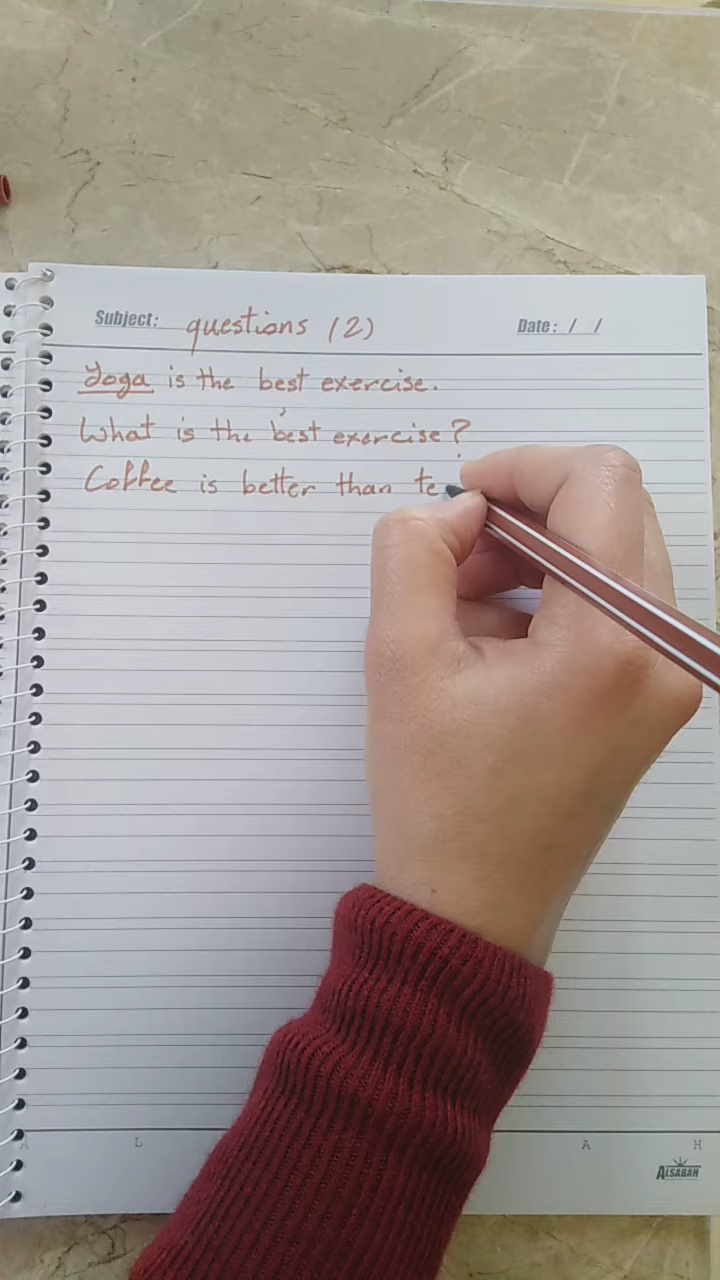 Subject: questions (2) Date: / /
Yoga is the best exercise.
What is the best exercise?
Coffee is better than te
A L A H
ALSABAH